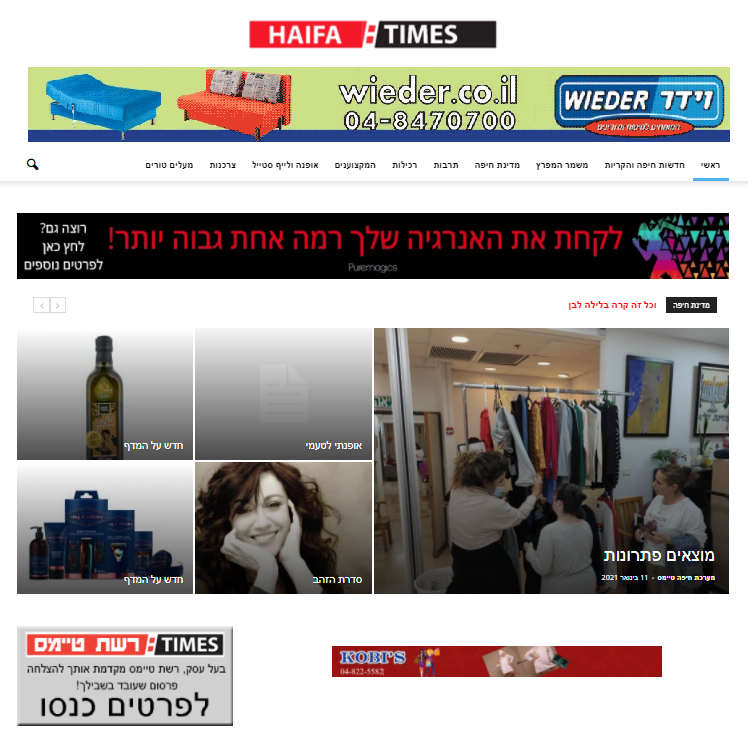 HAIFA TIMES
wieder.co.il
04-8470700
WIEDER וידר
המומחים לסיטות ומזרונים
ראשי חדשות חיפה והקריות משמר המפרץ מדינת חיפה תרבות רכילות המקצוענים אופנה ולייף סטייל צרכנות מעלים טורים
לקחת את האנרגיה שלך רמה אחת גבוה יותר!
Puremagics
רוצה גם?
לחץ כאן
לפרטים נוספים
מדינת חיפה וכל זה קרה בלילה לבן
מוצאים פתרונות
מערכת חיפה טיימס - 11 בינואר 2021
אופנתי לטעמי
חדש על המדף
סדרת הזהב
חדש על המדף
רשת טיימס TIMES
בעל עסק, רשת טיימס מקדמת אותך להצלחה
פרסום שעובד בשבילך!
לפרטים כנסו
KOBI'S
04-822-5582